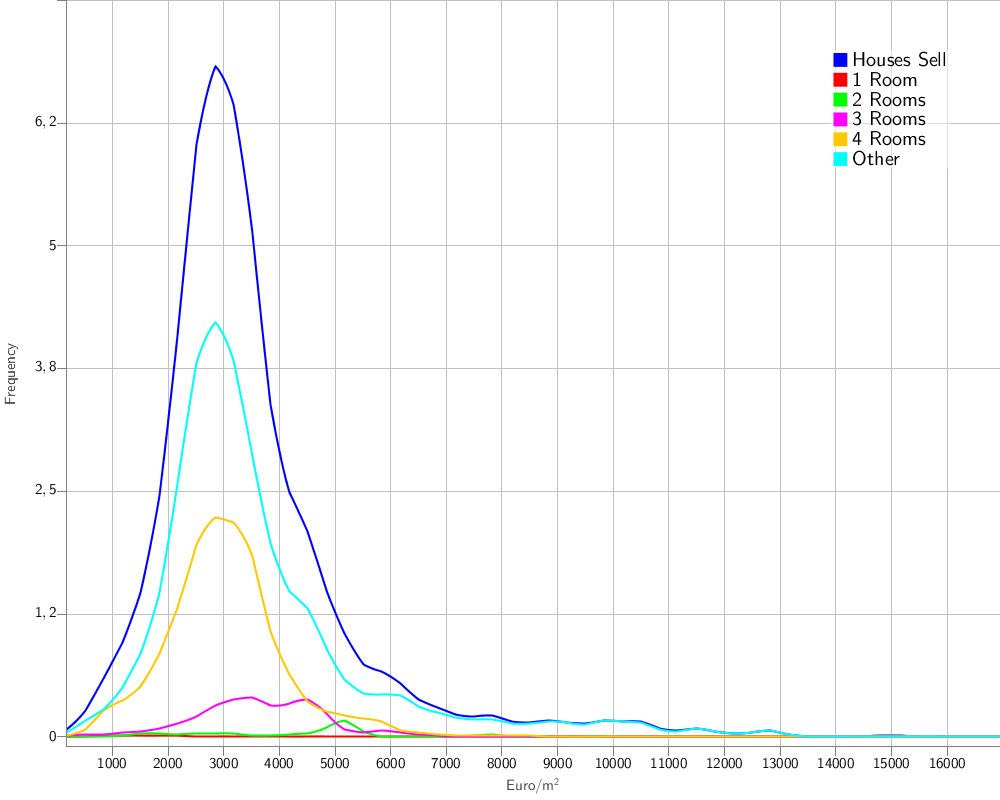 Houses Sell
1 Room
2 Rooms
3 Rooms
4 Rooms
Other
6, 2
5
3, 8
2, 5
1, 2
0
Frequency
1000 2000 3000 4000 5000 6000 7000 8000 9000 10000 11000 12000 13000 14000 15000 16000
Euro/m²